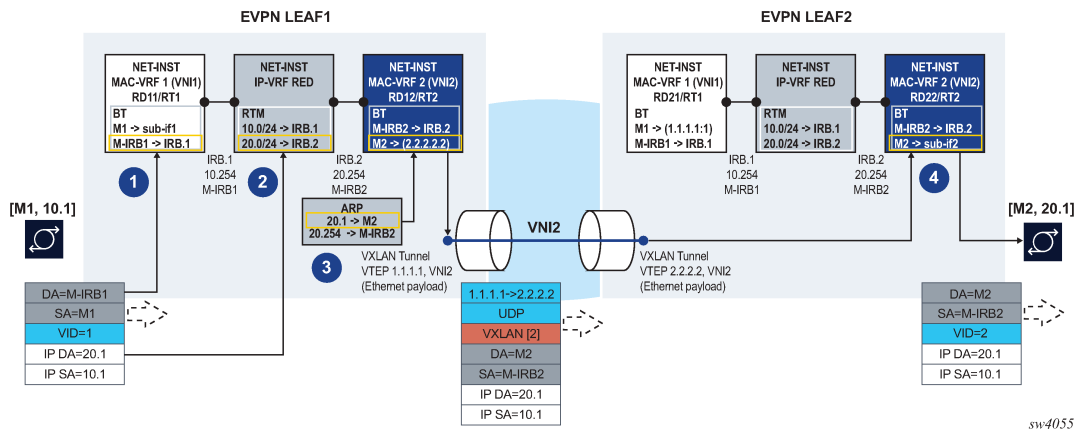 EVPN LEAF1
EVPN LEAF2
NET-INST
MAC-VRF 1 (VNI1)
RD11/RT1
BT
M1 -> sub-if1
M-IRB1 -> IRB.1
NET-INST
IP-VRF RED
RTM
10.0/24 -> IRB.1
20.0/24 -> IRB.2
NET-INST
MAC-VRF 2 (VNI2)
RD12/RT2
BT
M-IRB2 -> IRB.2
M2 -> (2.2.2.2)
NET-INST
MAC-VRF 1 (VNI1)
RD21/RT1
BT
M1 -> (1.1.1.1:1)
M-IRB1 -> IRB.1
NET-INST
IP-VRF RED
RTM
10.0/24 -> IRB.1
20.0/24 -> IRB.2
NET-INST
MAC-VRF 2 (VNI2)
RD22/RT2
BT
M-IRB2 -> IRB.2
M2 -> sub-if2
1
IRB.1
10.254
M-IRB1
2
IRB.2
20.254
M-IRB2
IRB.1
10.254
M-IRB1
IRB.2
20.254
M-IRB2
4
[M1, 10.1]
ARP
20.1 -> M2
20.254 -> M-IRB2
3
VXLAN Tunnel
VTEP 1.1.1.1, VNI2
(Ethernet payload)
VNI2
VXLAN Tunnel
VTEP 2.2.2.2, VNI2
(Ethernet payload)
[M2, 20.1]
DA=M-IRB1
SA=M1
VID=1
IP DA=20.1
IP SA=10.1
1.1.1.1->2.2.2.2
UDP
VXLAN [2]
DA=M2
SA=M-IRB2
IP DA=20.1
IP SA=10.1
DA=M2
SA=M-IRB2
VID=2
IP DA=20.1
IP SA=10.1
sw4055